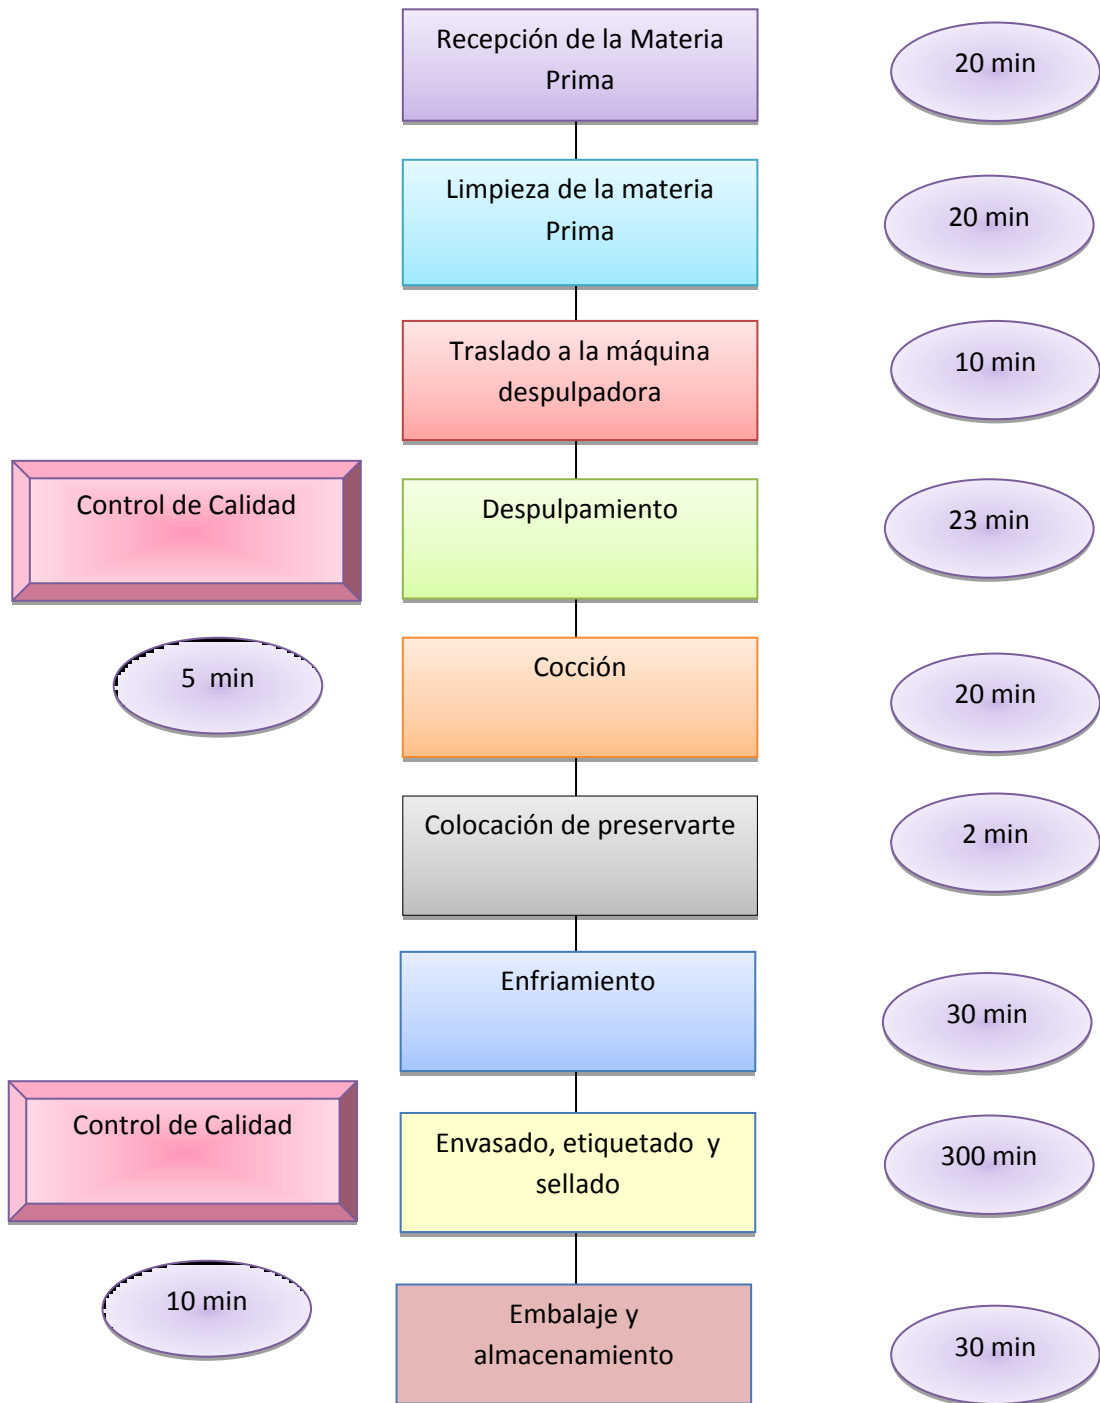 Recepción de la Materia
Prima
20 min
Limpieza de la materia
Prima
20 min
Traslado a la máquina
despulpadora
10 min
Control de Calidad
Despulpamiento
23 min
5  min
Cocción
20 min
Colocación de preservarte
2 min
Enfriamiento
30 min
Control de Calidad
Envasado, etiquetado  y
sellado
300 min
10 min
Embalaje y
almacenamiento
30 min